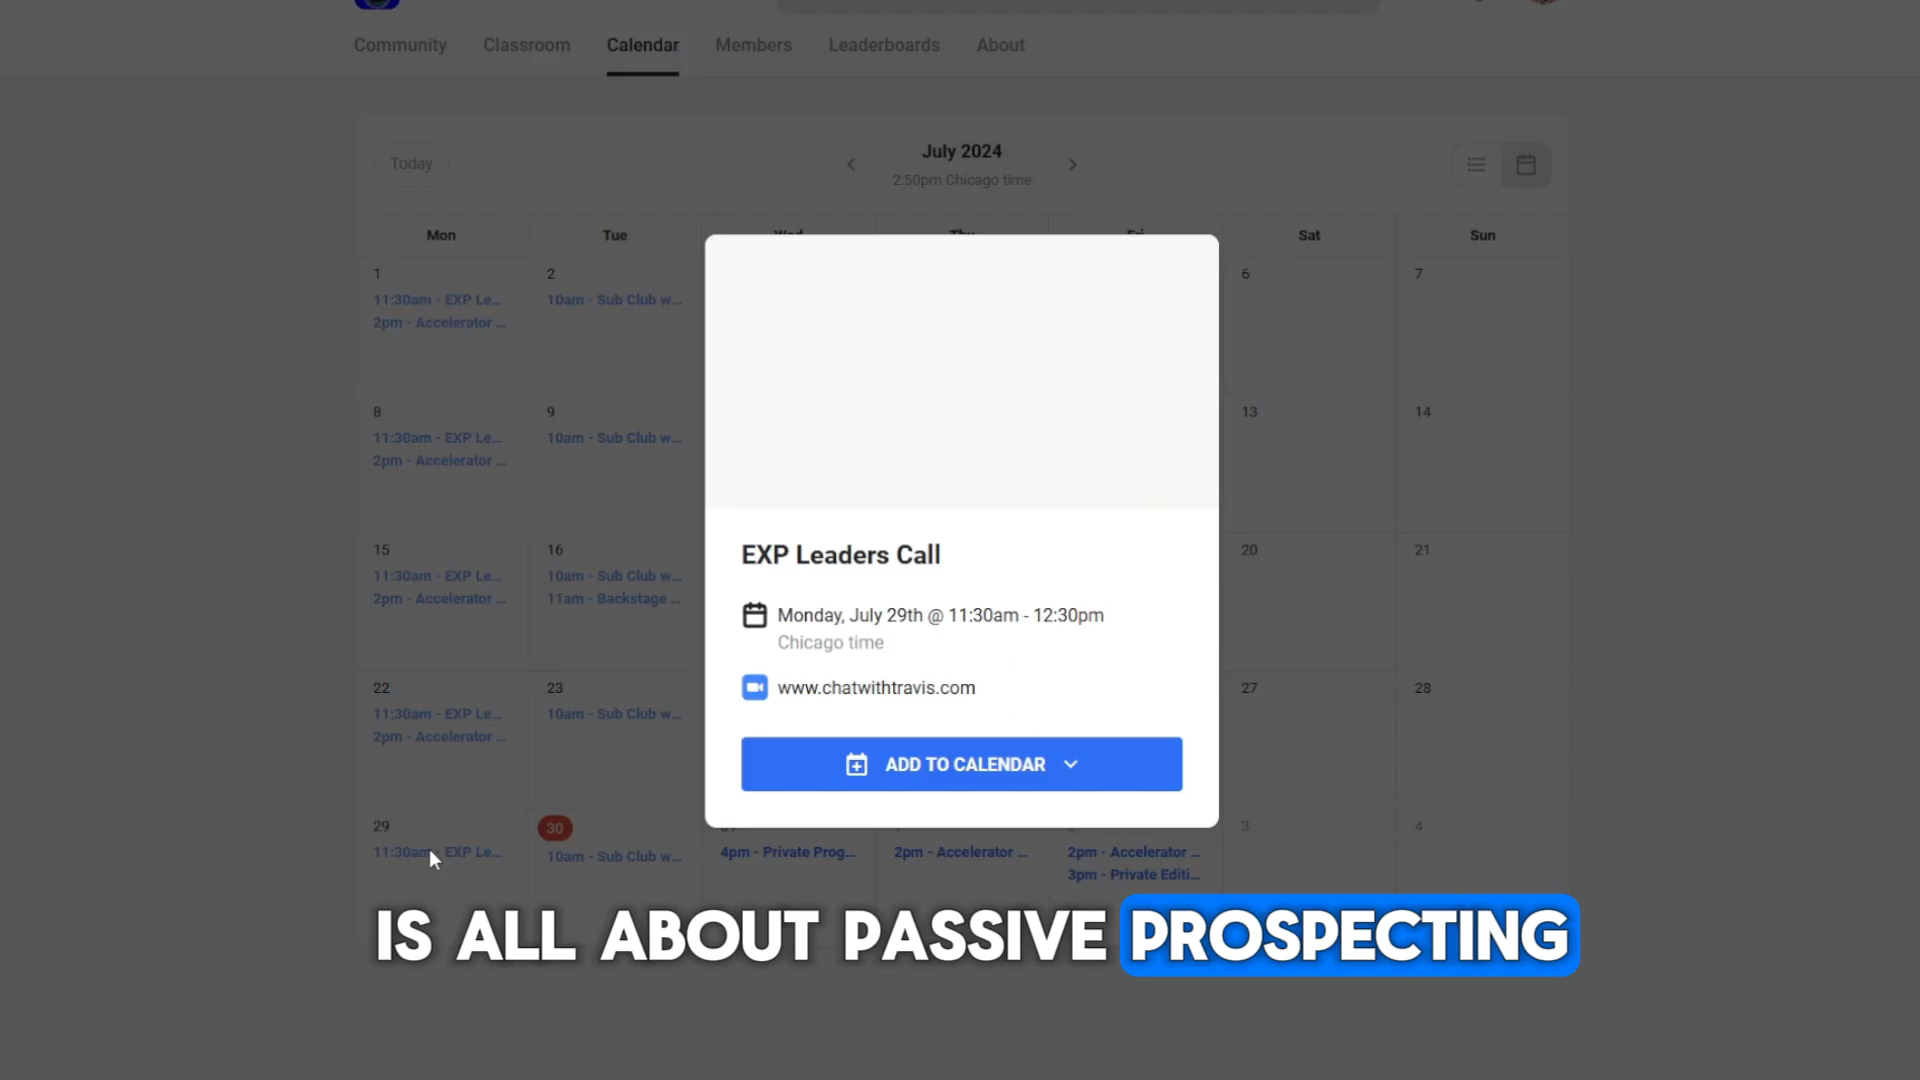 Community Classroom Calendar Members Leaderboards About
Today
July 2024
2:50pm Chicago time
Mon Tue Sat Sun
1 2 6 7
11:30am - EXP Le... 10am - Sub Club w...
2pm - Accelerator ...
8 9 13 14
11:30am - EXP Le... 10am - Sub Club w...
2pm - Accelerator ...
15 16 20 21
11:30am - EXP Le... 10am - Sub Club w...
2pm - Accelerator ... 11am - Backstage ...
22 23 27 28
11:30am - EXP Le... 10am - Sub Club w...
2pm - Accelerator ...
EXP Leaders Call
Monday, July 29th @ 11:30am - 12:30pm
Chicago time
www.chatwithtravis.com
ADD TO CALENDAR
29 30 3 4
11:30am - EXP Le... 10am - Sub Club w... 4pm - Private Prog... 2pm - Accelerator ... 2pm - Accelerator ...
3pm - Private Editi...
IS ALL ABOUT PASSIVE PROSPECTING